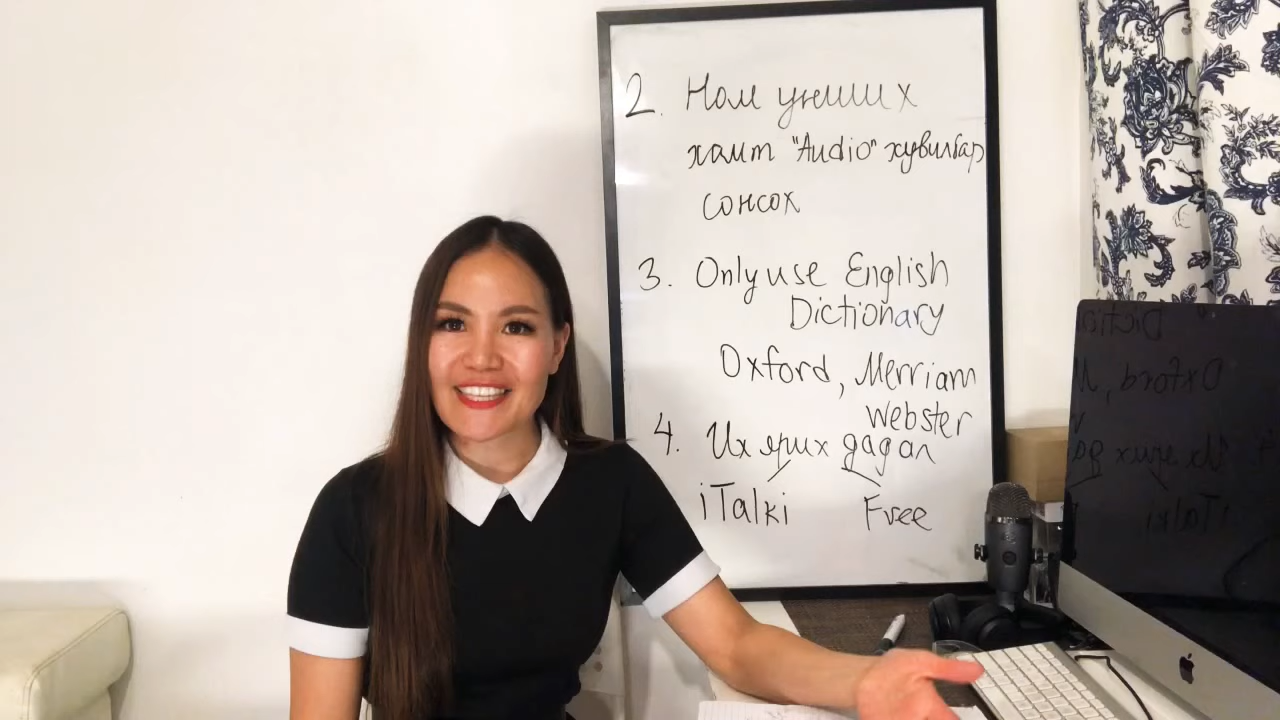 2. Ном унших
хамт "Audio" хувилбар
сонсох
3. Only use English
Dictionary
Oxford, Merriam
Webster
4. Их ярих дадал
iTalki Free